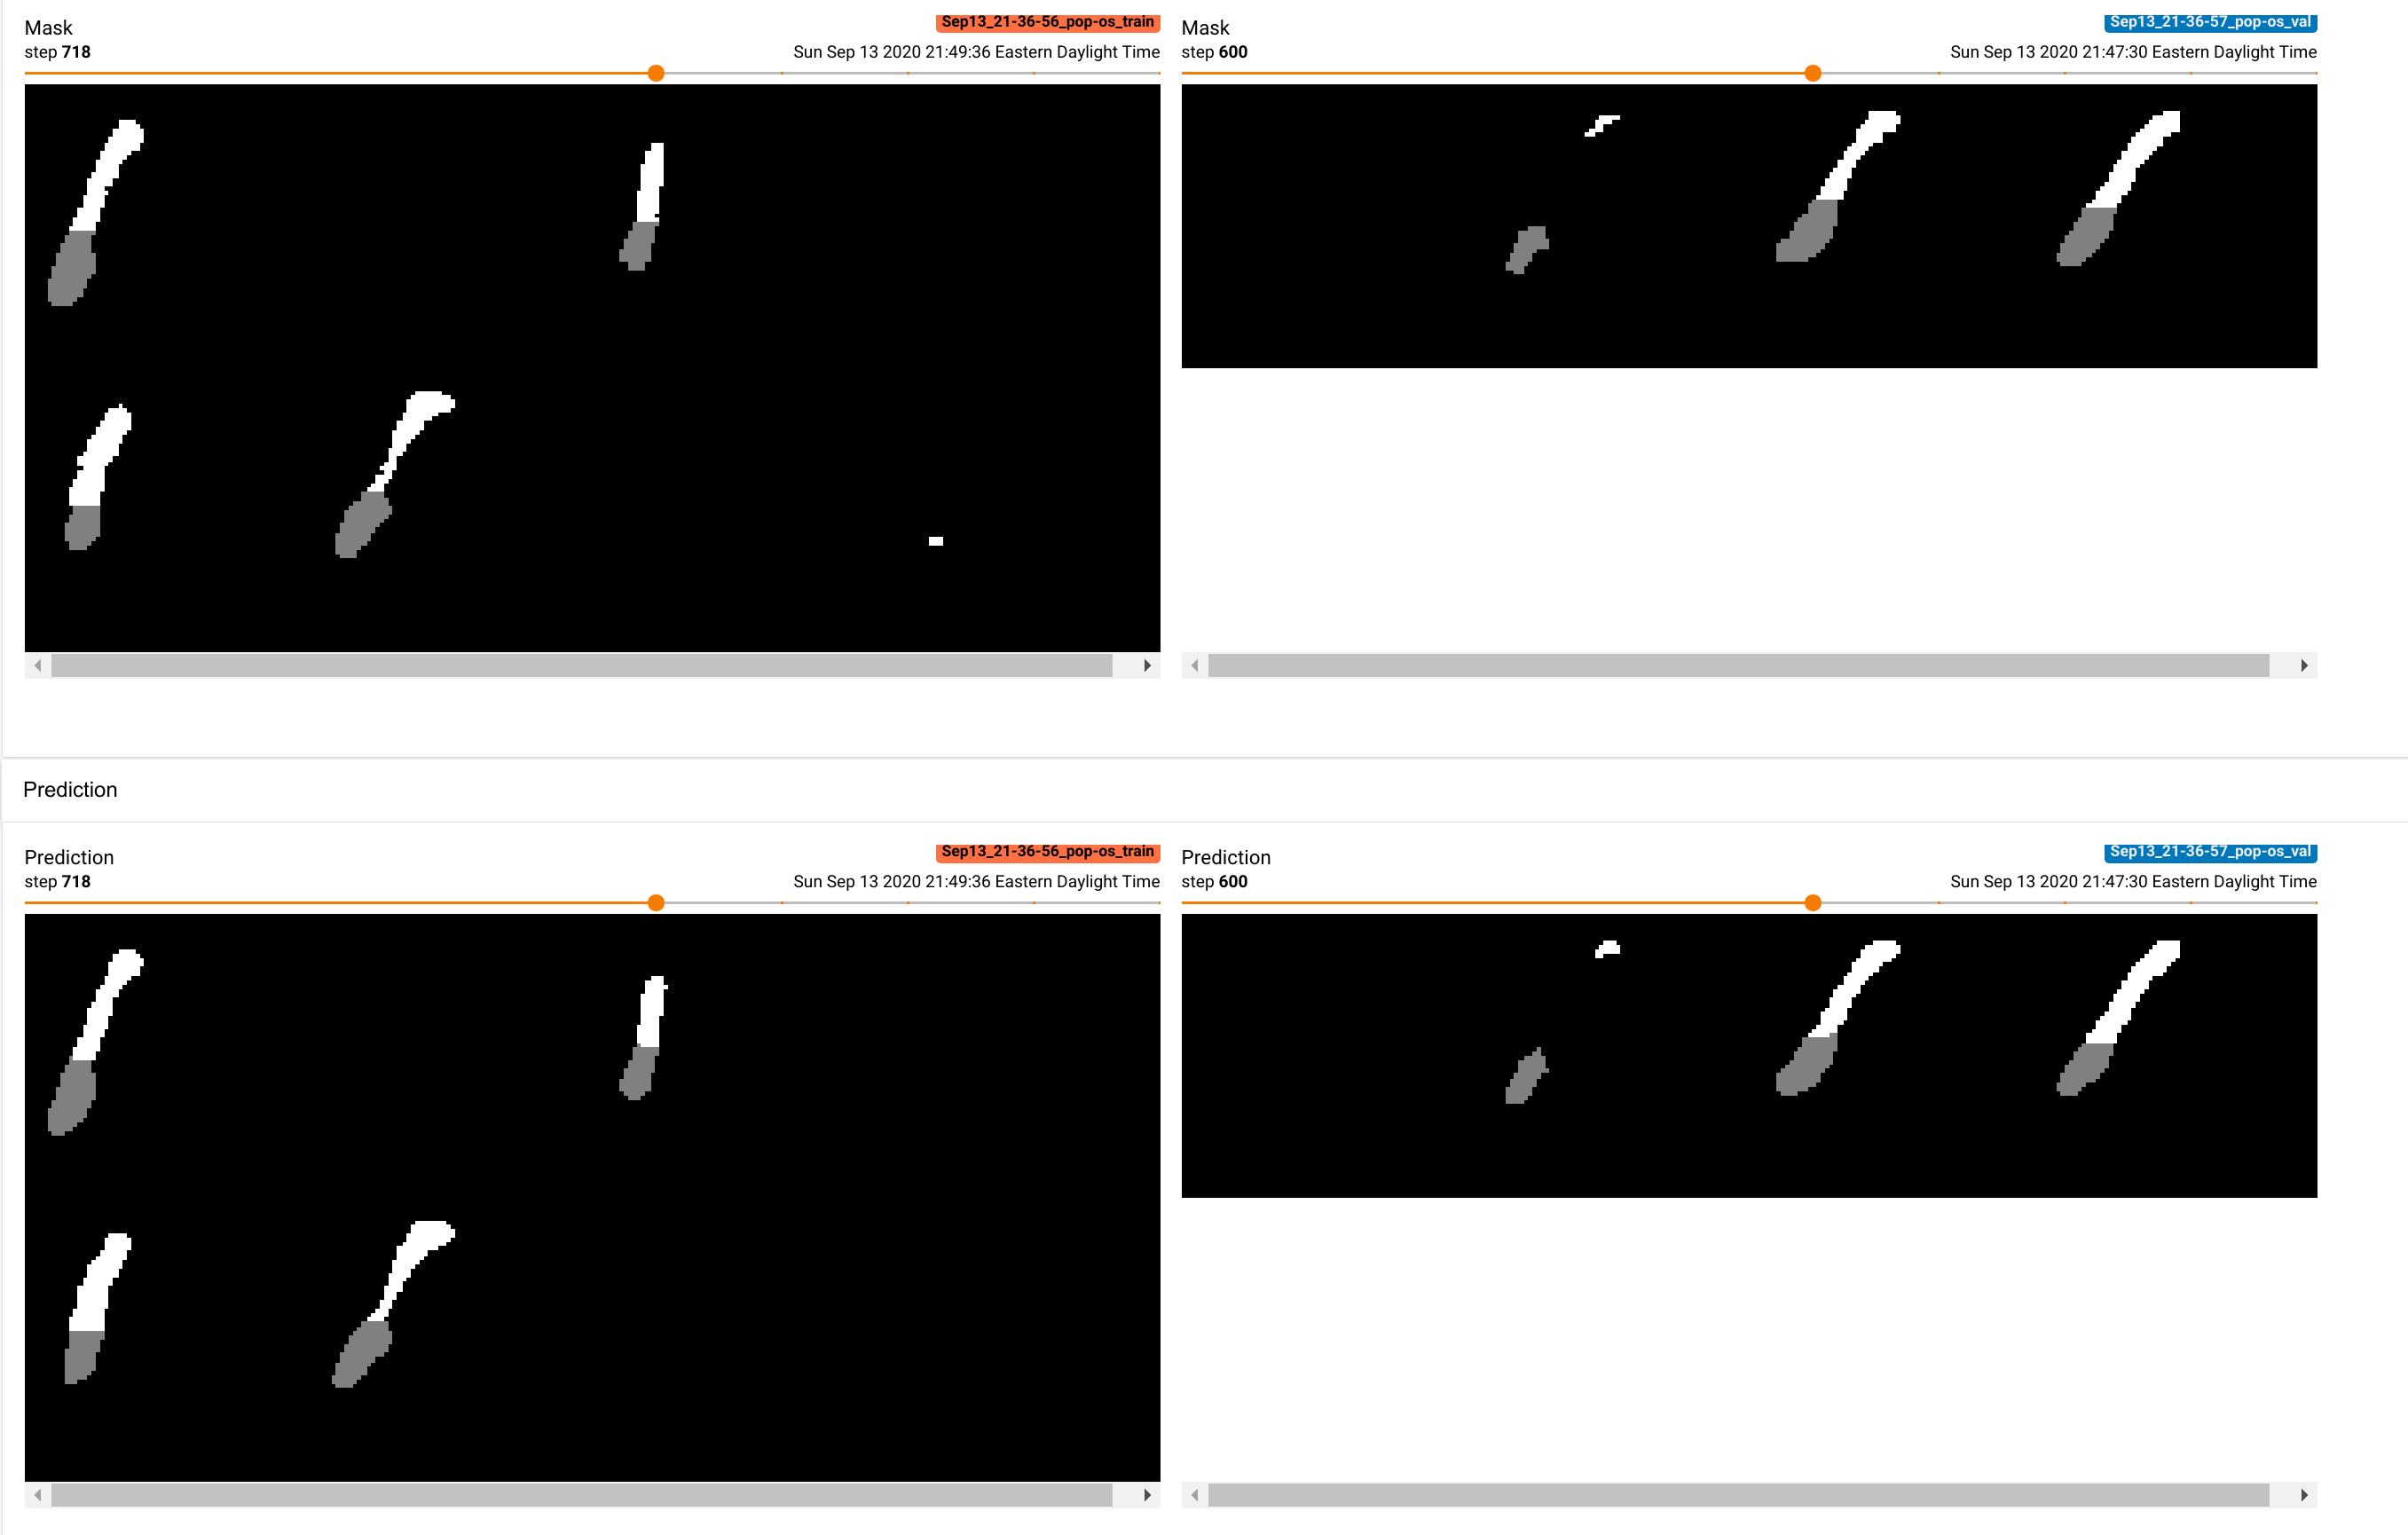 Mask
Sep13_21-36-56_pop-os_train
step 718
Sun Sep 13 2020 21:49:36 Eastern Daylight Time
Mask
Sep13_21-36-57_pop-os_val
step 600
Sun Sep 13 2020 21:47:30 Eastern Daylight Time
Prediction
Prediction
Sep13_21-36-56_pop-os_train
step 718
Sun Sep 13 2020 21:49:36 Eastern Daylight Time
Prediction
Sep13_21-36-57_pop-os_val
step 600
Sun Sep 13 2020 21:47:30 Eastern Daylight Time